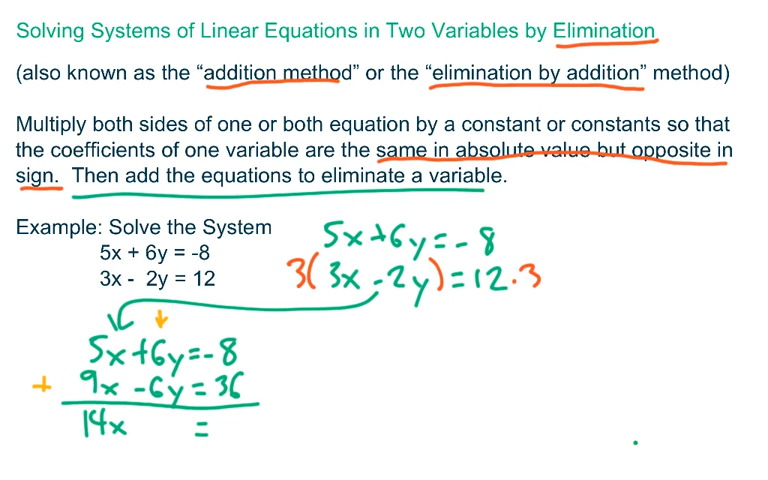 Solving Systems of Linear Equations in Two Variables by Elimination
(also known as the “addition method” or the “elimination by addition” method)
Multiply both sides of one or both equation by a constant or constants so that
the coefficients of one variable are the same in absolute value but opposite in
sign. Then add the equations to eliminate a variable.
Example: Solve the System
5x + 6y = -8
3x - 2y = 12
5x+6y=-8
3(3x-2y)=12·3
5x+6y=-8
+ 9x-6y=36
14x =